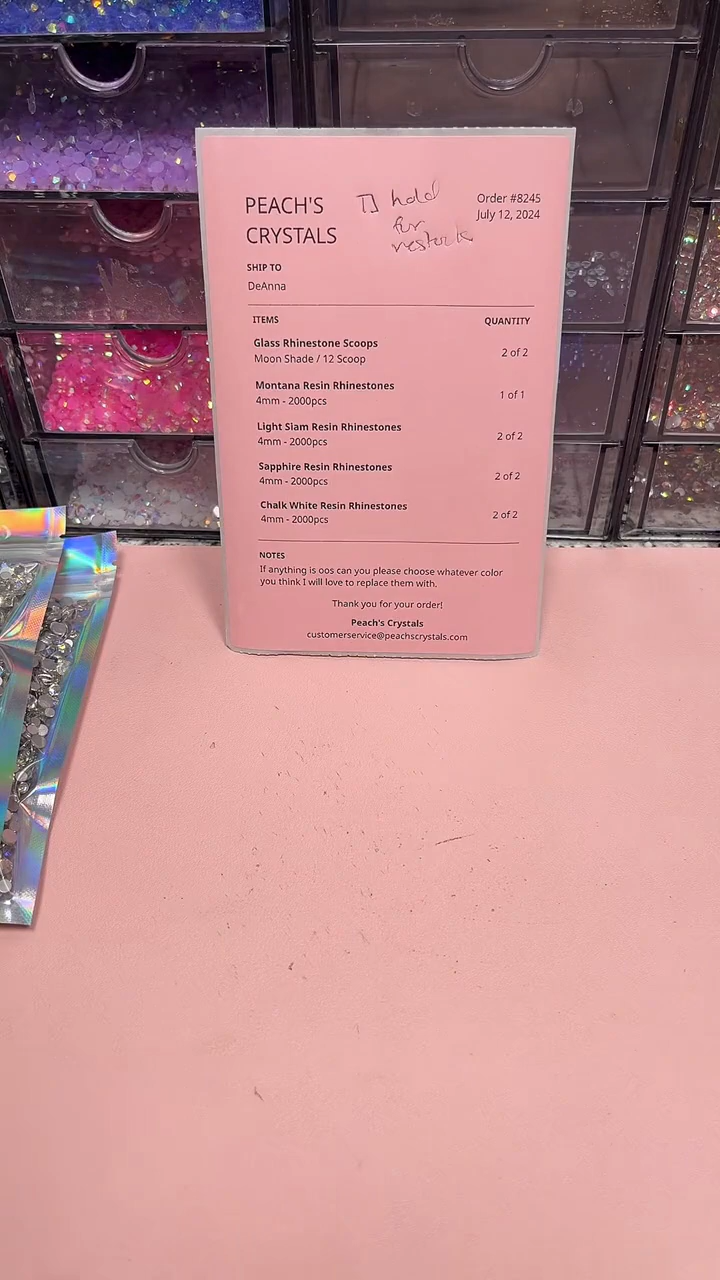 PEACH'S
CRYSTALS
hold
for
restock
Order #8245
July 12, 2024
SHIP TO
DeAnna
ITEMS QUANTITY
Glass Rhinestone Scoops
Moon Shade / 12 Scoop 2 of 2
Montana Resin Rhinestones
4mm - 2000pcs 1 of 1
Light Siam Resin Rhinestones
4mm - 2000pcs 2 of 2
Sapphire Resin Rhinestones
4mm - 2000pcs 2 of 2
Chalk White Resin Rhinestones
4mm - 2000pcs 2 of 2
NOTES
If anything is oos can you please choose whatever color
you think I will love to replace them with.
Thank you for your order!
Peach's Crystals
customerservice@peachscrystals.com